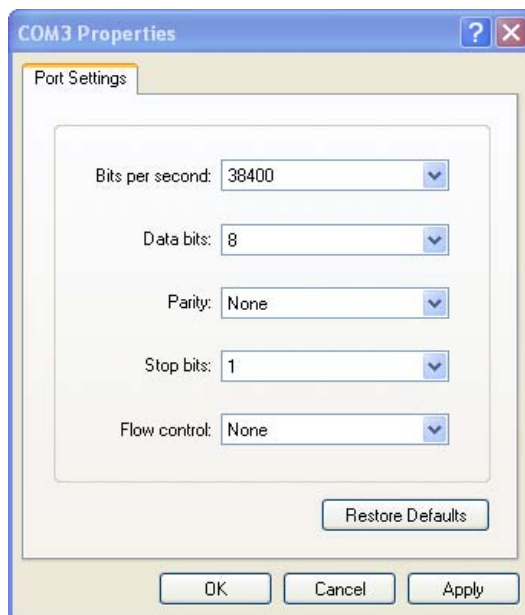 COM3 Properties
Port Settings
Bits per second: 38400
Data bits: 8
Parity: None
Stop bits: 1
Flow control: None
Restore Defaults
OK Cancel Apply